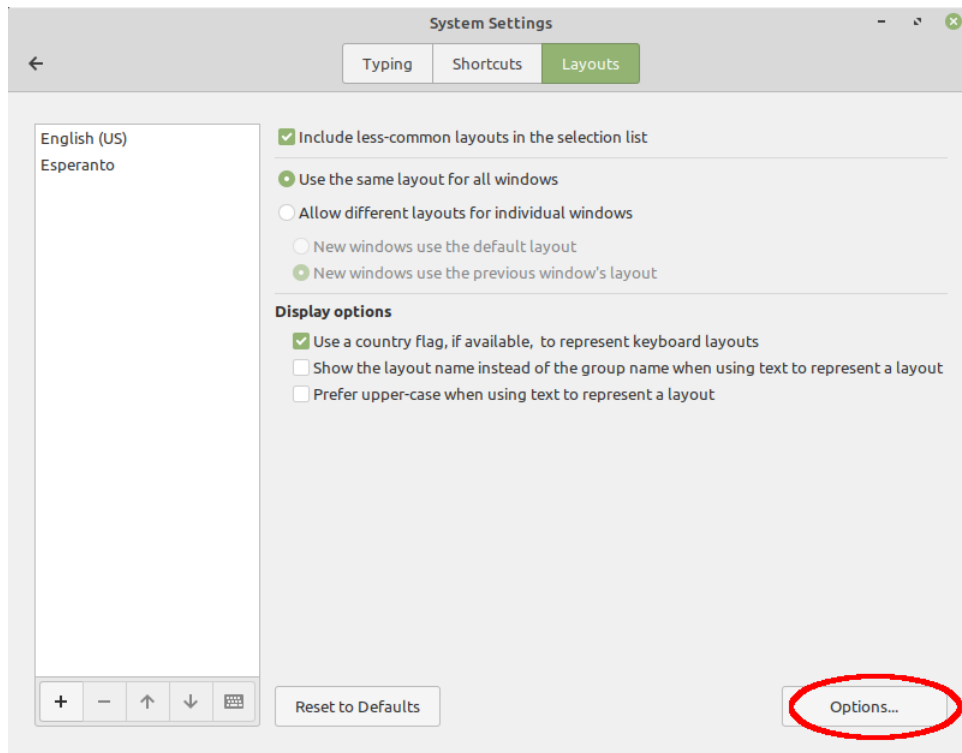 System Settings
Typing Shortcuts Layouts
English (US)
Esperanto
Include less-common layouts in the selection list
Use the same layout for all windows
Allow different layouts for individual windows
New windows use the default layout
New windows use the previous window's layout
Display options
Use a country flag, if available,  to represent keyboard layouts
Show the layout name instead of the group name when using text to represent a layout
Prefer upper-case when using text to represent a layout
Reset to Defaults
Options...